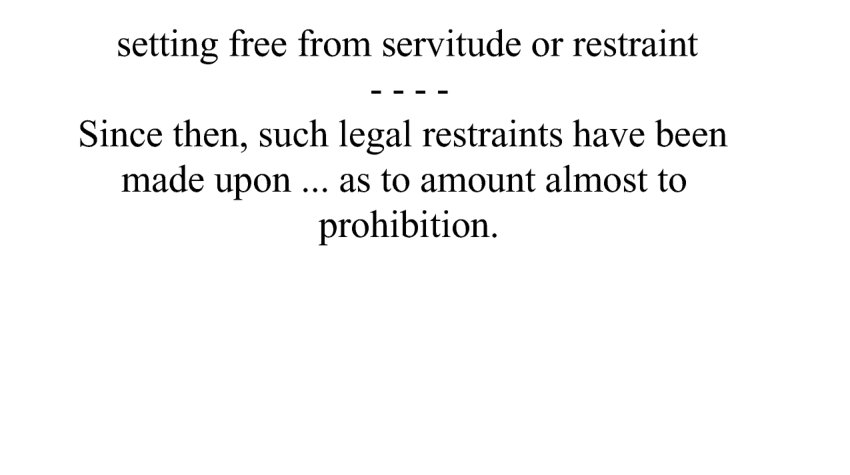 setting free from servitude or restraint
- - - -
Since then, such legal restraints have been
made upon ... as to amount almost to
prohibition.